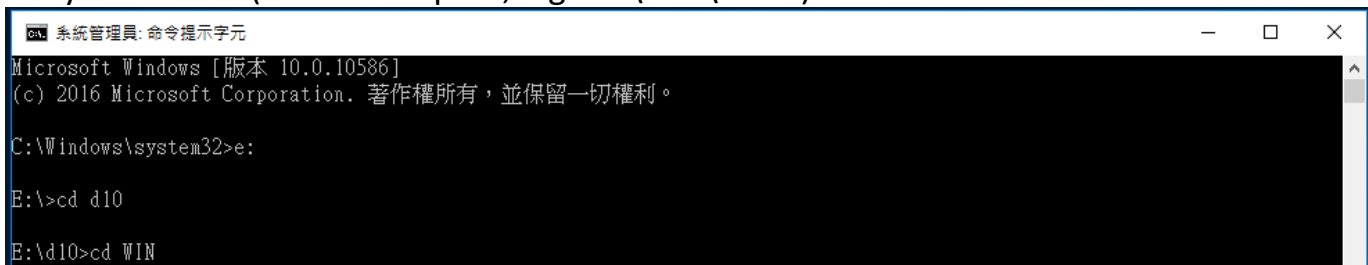 系統管理員: 命令提示字元
Microsoft Windows [版本 10.0.10586]
(c) 2016 Microsoft Corporation. 著作權所有，並保留一切權利。
C:\Windows\system32>e:
E:\>cd d10
E:\d10>cd WIN